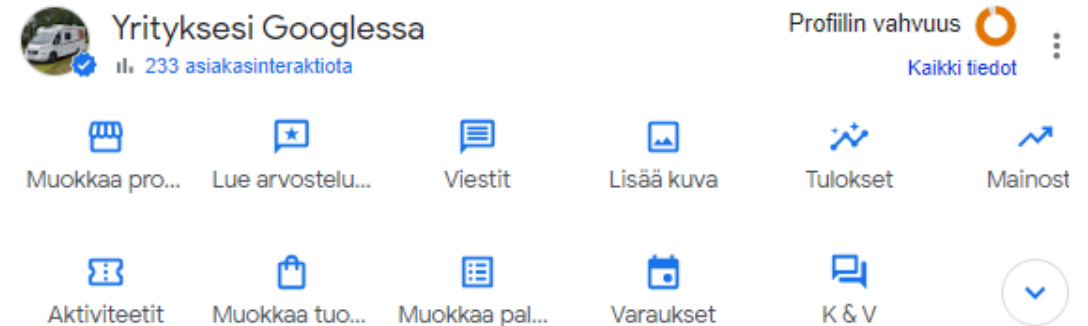 Yrityksesi Googlessa
233 asiakasinteraktiota
Profiilin vahvuus
Kaikki tiedot
Muokkaa pro... Lue arvostelu... Viestit Lisää kuva Tulokset Mainost
Aktiviteetit Muokkaa tuo... Muokkaa pal... Varaukset K & V